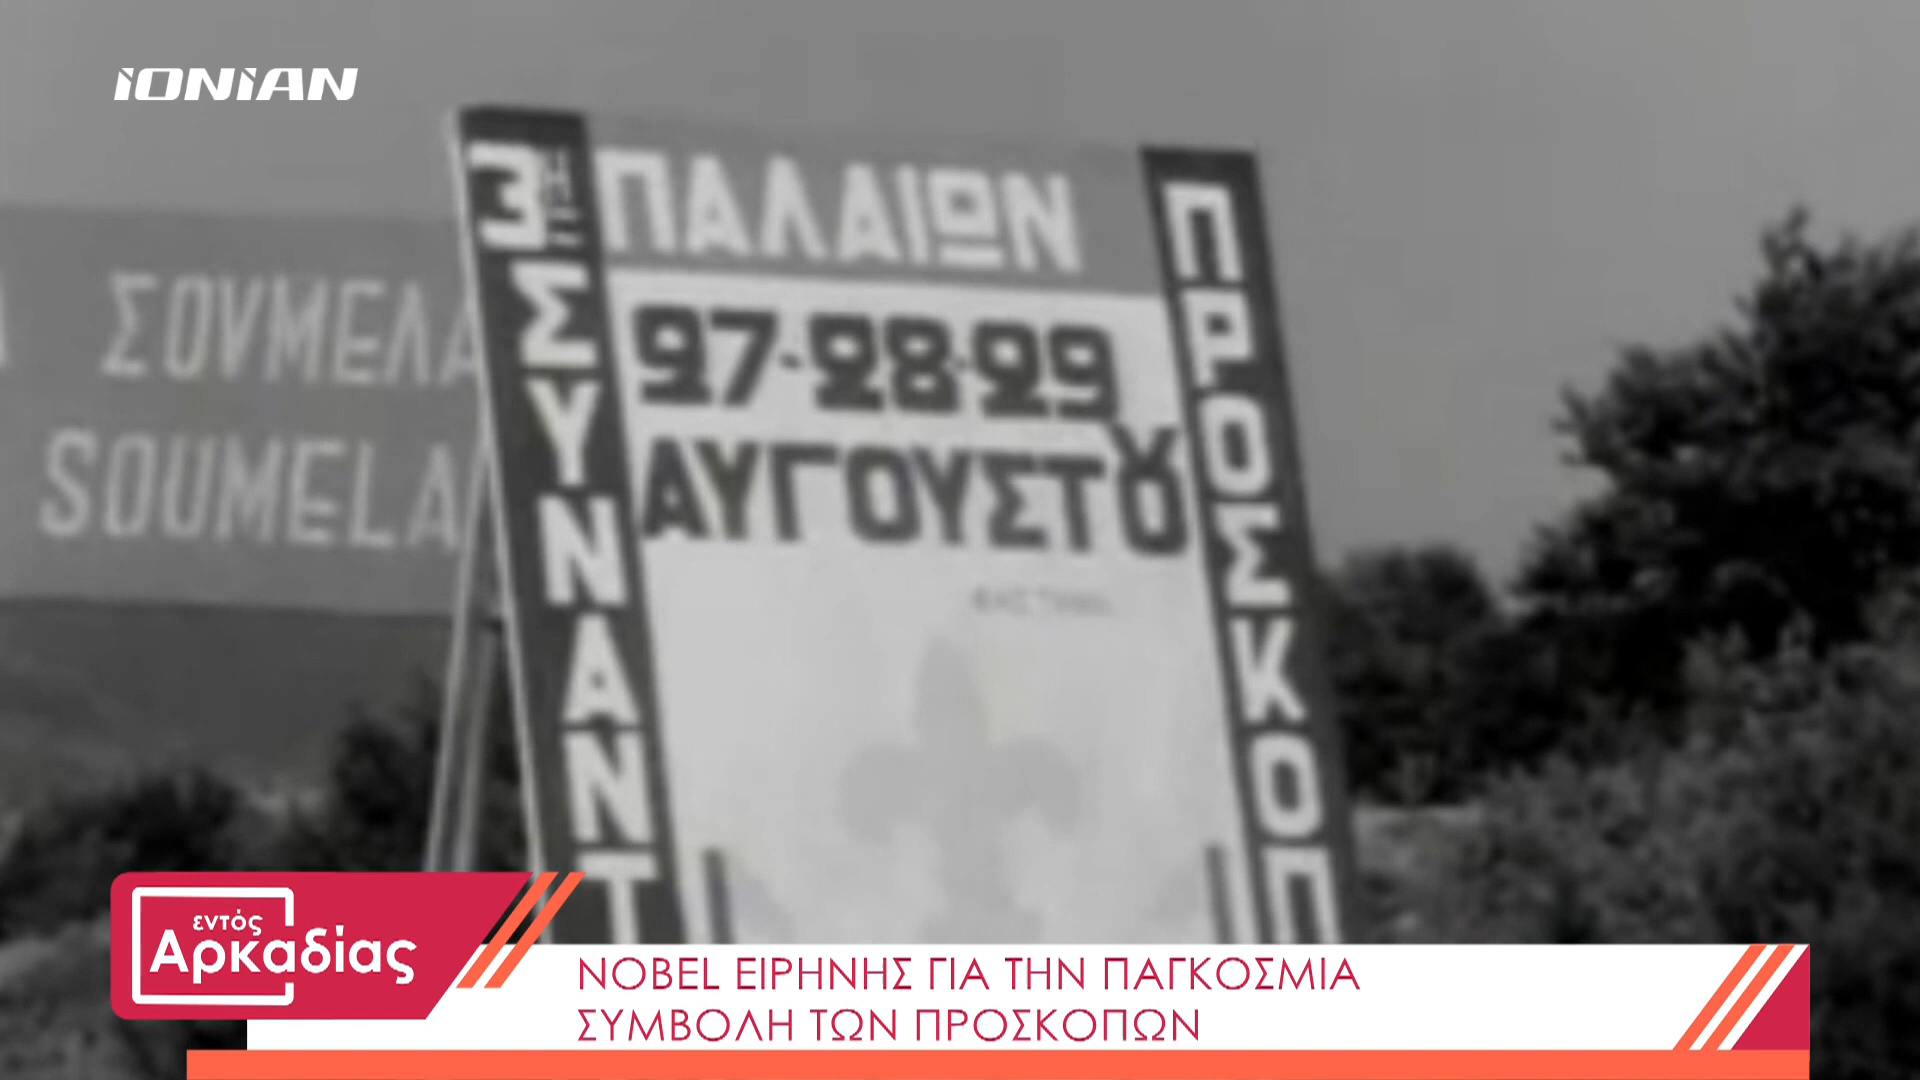 IONIAN
3Η ΣΥΝΑΝΤ
ΠΑΛΑΙΩΝ
ΠΡΟΣΚΟΠ
27-28-29
ΑΥΓΟΥΣΤΟΥ
ΣΟΥΜΕΛΑ
SOUMELA
εντός
Αρκαδίας
NOBEL ΕΙΡΗΝΗΣ ΓΙΑ ΤΗΝ ΠΑΓΚΟΣΜΙΑ
ΣΥΜΒΟΛΗ ΤΩΝ ΠΡΟΣΚΟΠΩΝ